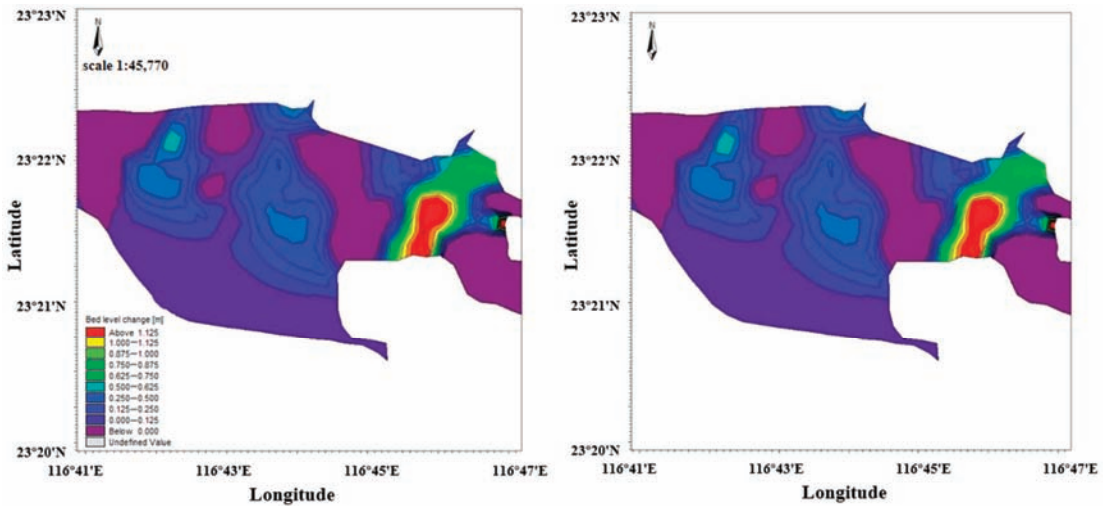 23°23'N
N
scale 1:45,770
23°22'N
Latitude
23°21'N
Bed level change [m]
Above 1.125
1.000—1.125
0.875—1.000
0.750—0.875
0.625—0.750
0.500—0.625
0.250—0.500
0.125—0.250
0.000—0.125
Below 0.000
Undefined Value
23°20'N
116°41'E 116°43'E 116°45'E 116°47'E
Longitude
23°23'N
N
23°22'N
Latitude
23°21'N
23°20'N
116°41'E 116°43'E 116°45'E 116°47'E
Longitude